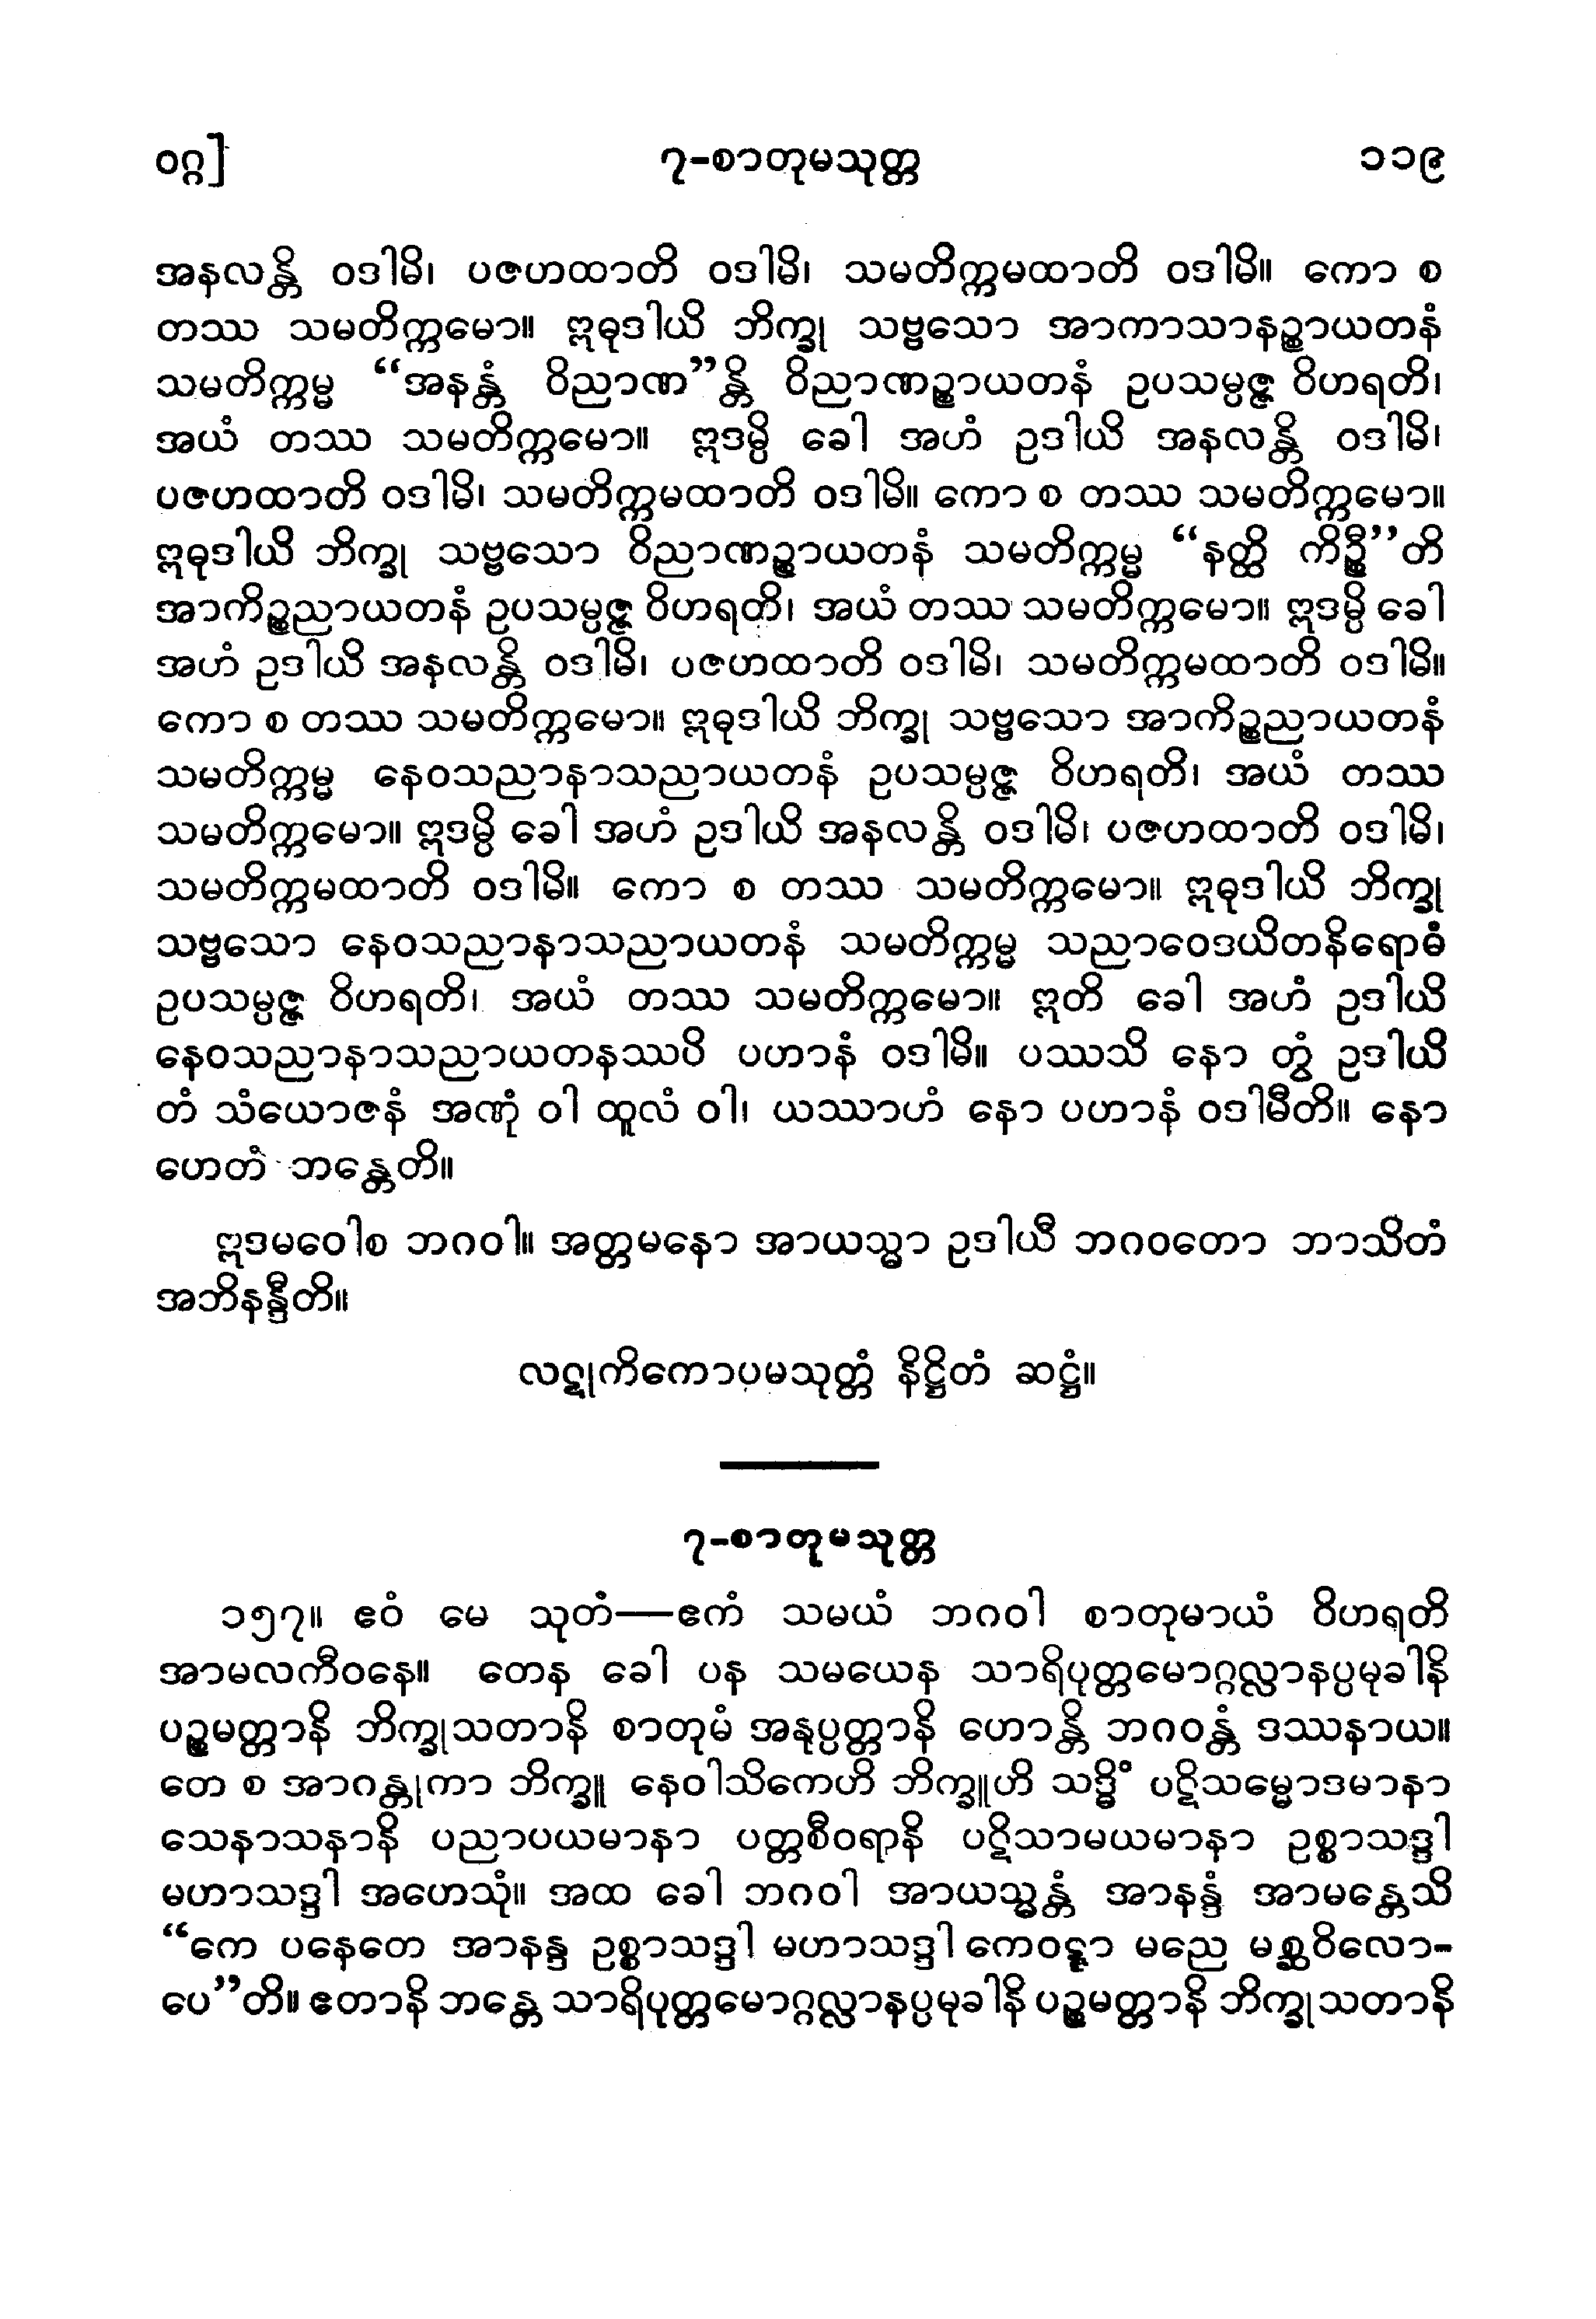 ဝဂ္ဂ] ၇-စာတုမသုတ္တ ၁၁၉
အနလန္တိ ဝဒါမိ၊ ပဇဟထာတိ ဝဒါမိ၊ သမတိက္ကမထာတိ ဝဒါမိ။ ကော စ
တဿ သမတိက္ကမော။ ဣဓုဒါယိ ဘိက္ခု သဗ္ဗသော အာကာသာနဉ္စာယတနံ
သမတိက္ကမ္မ “အနန္တံ ဝိညာဏ”န္တိ ဝိညာဏဉ္စာယတနံ ဥပသမ္ပဇ္ဇ ဝိဟရတိ၊
အယံ တဿ သမတိက္ကမော။ ဣဒမ္ပိ ခေါ အဟံ ဥဒါယိ အနလန္တိ ဝဒါမိ၊
ပဇဟထာတိ ဝဒါမိ၊ သမတိက္ကမထာတိ ဝဒါမိ။ ကော စ တဿ သမတိက္ကမော။
ဣဓုဒါယိ ဘိက္ခု သဗ္ဗသော ဝိညာဏဉ္စာယတနံ သမတိက္ကမ္မ “နတ္ထိ ကိဉ္စီ”တိ
အာကိဉ္စညာယတနံ ဥပသမ္ပဇ္ဇ ဝိဟရတိ၊ အယံ တဿ သမတိက္ကမော။ ဣဒမ္ပိ ခေါ
အဟံ ဥဒါယိ အနလန္တိ ဝဒါမိ၊ ပဇဟထာတိ ဝဒါမိ၊ သမတိက္ကမထာတိ ဝဒါမိ။
ကော စ တဿ သမတိက္ကမော။ ဣဓုဒါယိ ဘိက္ခု သဗ္ဗသော အာကိဉ္စညာယတနံ
သမတိက္ကမ္မ နေဝသညာနာသညာယတနံ ဥပသမ္ပဇ္ဇ ဝိဟရတိ၊ အယံ တဿ
သမတိက္ကမော။ ဣဒမ္ပိ ခေါ အဟံ ဥဒါယိ အနလန္တိ ဝဒါမိ၊ ပဇဟထာတိ ဝဒါမိ၊
သမတိက္ကမထာတိ ဝဒါမိ။ ကော စ တဿ သမတိက္ကမော။ ဣဓုဒါယိ ဘိက္ခု
သဗ္ဗသော နေဝသညာနာသညာယတနံ သမတိက္ကမ္မ သညာဝေဒယိတနိရောဓံ
ဥပသမ္ပဇ္ဇ ဝိဟရတိ၊ အယံ တဿ သမတိက္ကမော။ ဣတိ ခေါ အဟံ ဥဒါယိ
နေဝသညာနာသညာယတနဿပိ ပဟာနံ ဝဒါမိ။ ပဿသိ နော တွံ ဥဒါယိ
တံ သံယောဇနံ အဏုံ ဝါ ထူလံ ဝါ၊ ယဿာဟံ နော ပဟာနံ ဝဒါမီတိ။ နော
ဟေတံ ဘန္တေတိ။
ဣဒမဝေါစ ဘဂဝါ။ အတ္တမနော အာယသ္မာ ဥဒါယီ ဘဂဝတော ဘာသိတံ
အဘိနန္ဒီတိ။
လဋုကိကောပမသုတ္တံ နိဋ္ဌိတံ ဆဋ္ဌံ။
၇-စာတုမသုတ္တ
၁၅၇။ ဧဝံ မေ သုတံ—ဧကံ သမယံ ဘဂဝါ စာတုမာယံ ဝိဟရတိ
အာမလကီဝနေ။ တေန ခေါ ပန သမယေန သာရိပုတ္တမောဂ္ဂလ္လာနပ္ပမုခါနိ
ပဉ္စမတ္တာနိ ဘိက္ခုသတာနိ စာတုမံ အနုပ္ပတ္တာနိ ဟောန္တိ ဘဂဝန္တံ ဒဿနာယ။
တေ စ အာဂန္တုကာ ဘိက္ခူ နေဝါသိကေဟိ ဘိက္ခူဟိ သဒ္ဓိံ ပဋိသမ္မောဒမာနာ
သေနာသနာနိ ပညာပယမာနာ ပတ္တစီဝရာနိ ပဋိသာမယမာနာ ဥစ္စာသဒ္ဒါ
မဟာသဒ္ဒါ အဟေသုံ။ အထ ခေါ ဘဂဝါ အာယသ္မန္တံ အာနန္ဒံ အာမန္တေသိ
“ကေ ပနေတေ အာနန္ဒ ဥစ္စာသဒ္ဒါ မဟာသဒ္ဒါ ကေဝဋ္ဋာ မညေ မစ္ဆဝိလော-
ပေ”တိ။ ဧတာနိ ဘန္တေ သာရိပုတ္တမောဂ္ဂလ္လာနပ္ပမုခါနိ ပဉ္စမတ္တာနိ ဘိက္ခုသတာနိ